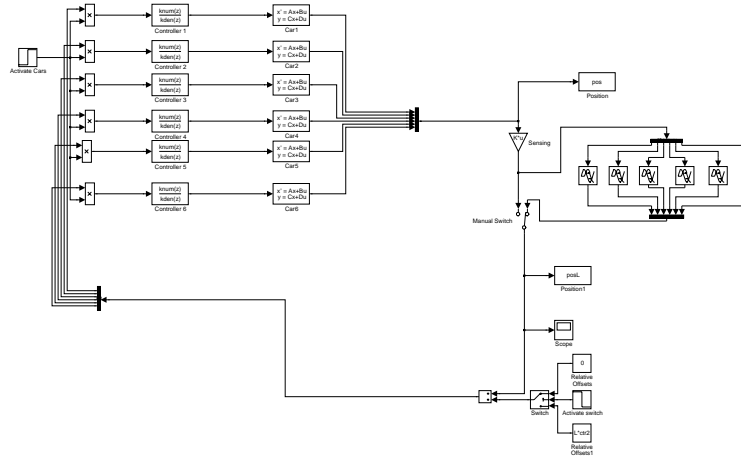 knum(z)
kden(z)
Controller 1
x' = Ax+Bu
y = Cx+Du
Car1
Activate Cars
knum(z)
kden(z)
Controller 2
x' = Ax+Bu
y = Cx+Du
Car2
knum(z)
kden(z)
Controller 3
x' = Ax+Bu
y = Cx+Du
Car3
knum(z)
kden(z)
Controller 4
x' = Ax+Bu
y = Cx+Du
Car4
knum(z)
kden(z)
Controller 5
x' = Ax+Bu
y = Cx+Du
Car5
knum(z)
kden(z)
Controller 6
x' = Ax+Bu
y = Cx+Du
Car6
pos
Position
K*u
Sensing
Manual Switch
posL
Position1
Scope
0
Relative
Offsets
Switch
Activate switch
L*ctr2
Relative
Offsets1